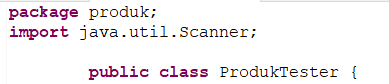 package produk;
import java.util.Scanner;
public class ProdukTester {